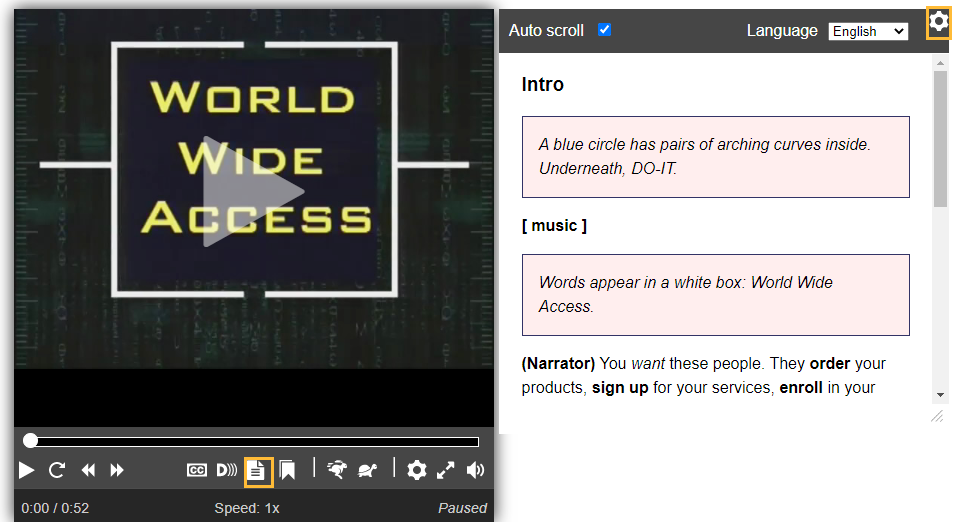 WORLD
WIDE
ACCESS
CC
D
0:00 / 0:52
Speed: 1x
Paused
Auto scroll
Language
English
Intro
A blue circle has pairs of arching curves inside.
Underneath, DO-IT.
[ music ]
Words appear in a white box: World Wide
Access.
(Narrator) You want these people. They order your
products, sign up for your services, enroll in your